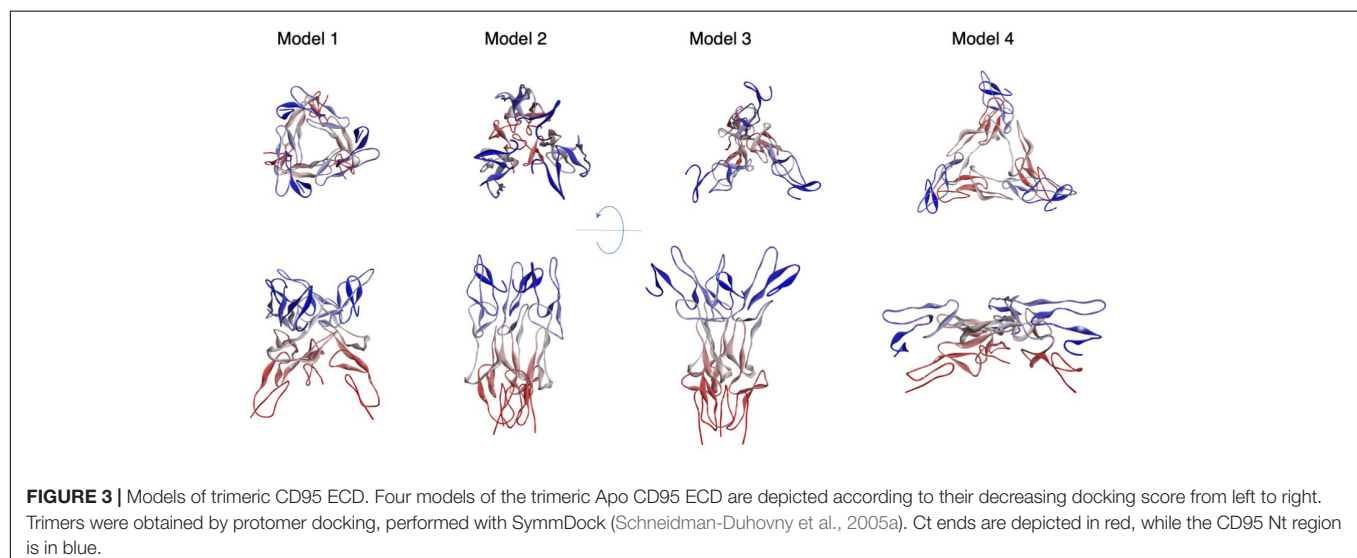 Model 1 Model 2 Model 3 Model 4
FIGURE 3 | Models of trimeric CD95 ECD. Four models of the trimeric Apo CD95 ECD are depicted according to their decreasing docking score from left to right.
Trimers were obtained by protomer docking, performed with SymmDock (Schneidman-Duhovny et al., 2005a). Ct ends are depicted in red, while the CD95 Nt region
is in blue.